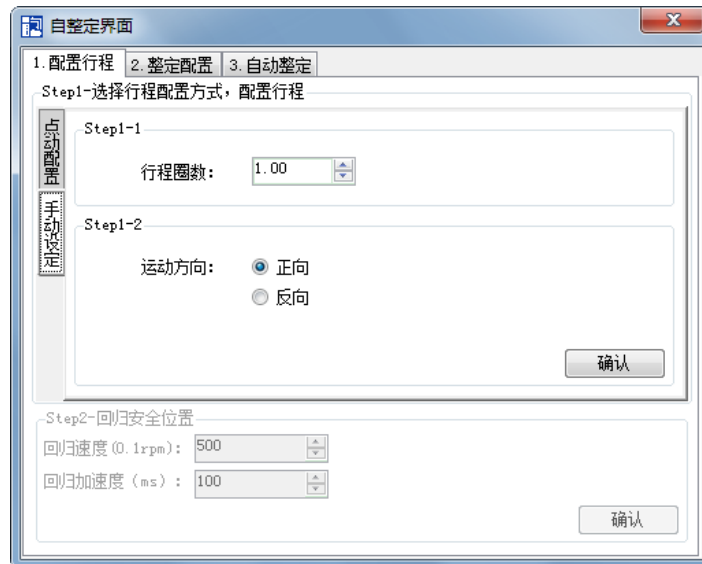 自整定界面
1.配置行程 2.整定配置 3.自动整定
Step1-选择行程配置方式，配置行程
点动配置
手动设定
Step1-1
行程圈数： 1.00
Step1-2
运动方向： 正向
反向
确认
Step2-回归安全位置
回归速度(0.1rpm)： 500
回归加速度（ms）： 100
确认